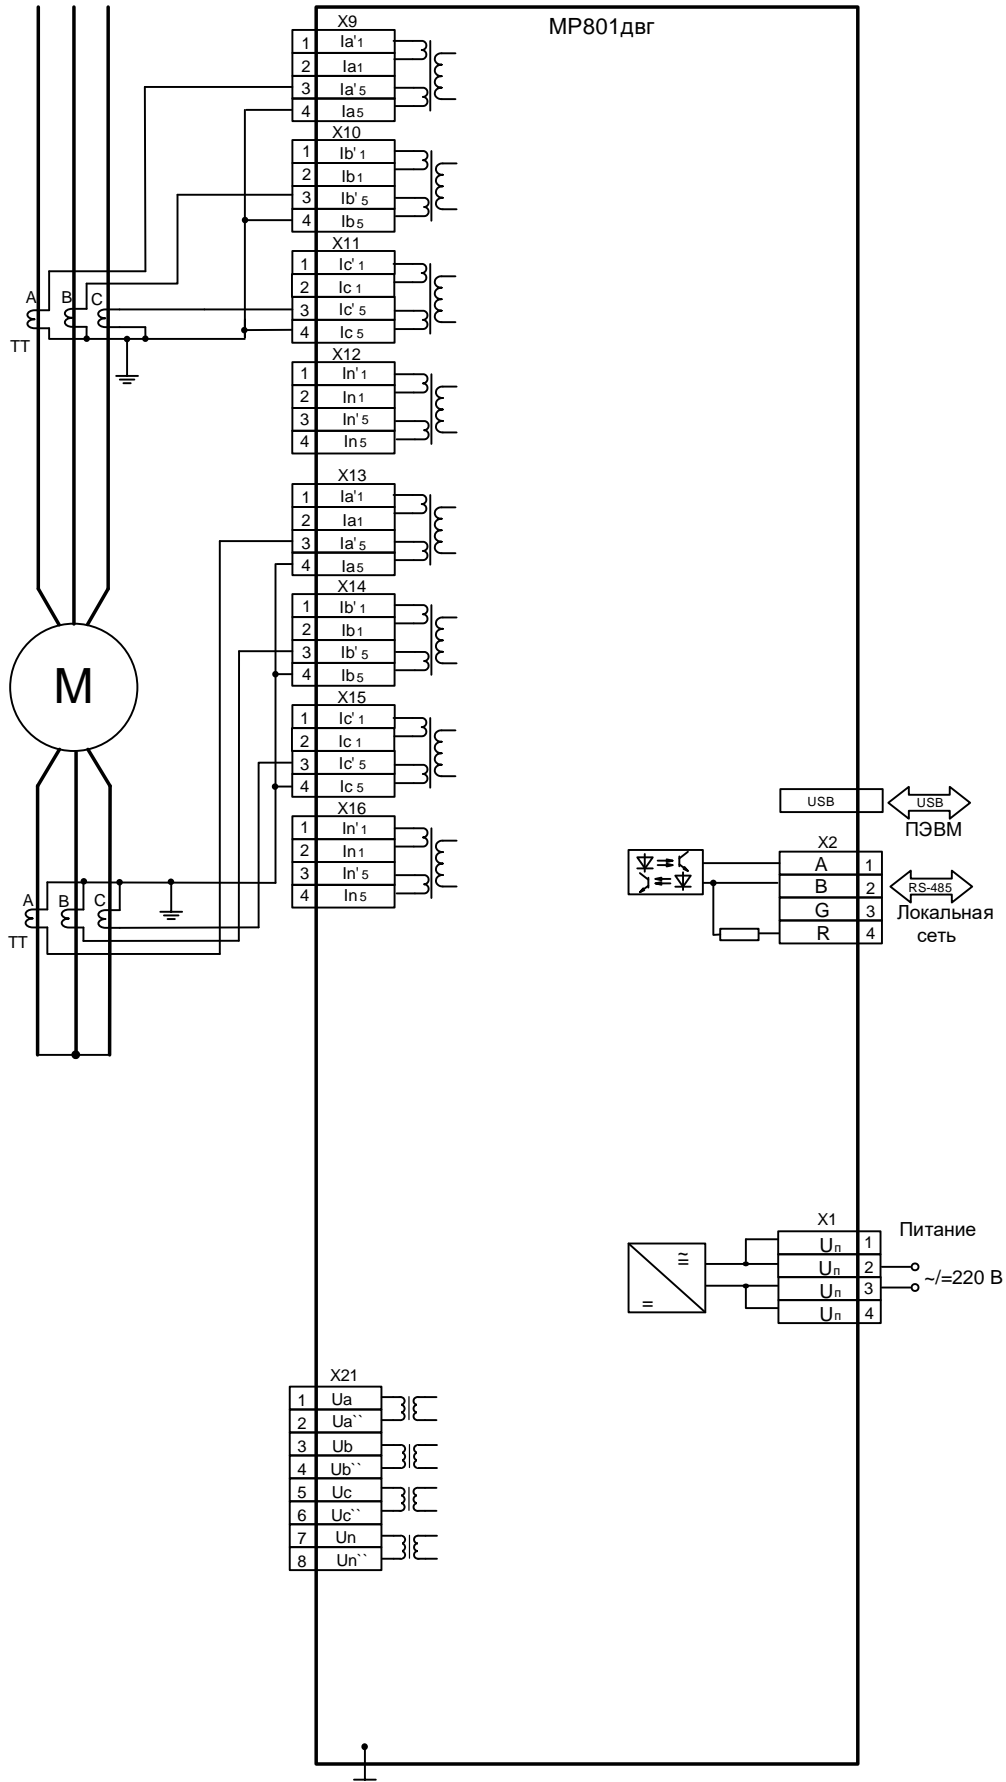 МР801двг
X9
1 Ia'1
2 Ia1
3 Ia'5
4 Ia5
X10
1 Ib'1
2 Ib1
3 Ib'5
4 Ib5
X11
1 Ic'1
2 Ic1
3 Ic'5
4 Ic5
A B C
ТТ
X12
1 In'1
2 In1
3 In'5
4 In5
X13
1 Ia'1
2 Ia1
3 Ia'5
4 Ia5
X14
1 Ib'1
2 Ib1
3 Ib'5
4 Ib5
M
X15
1 Ic'1
2 Ic1
3 Ic'5
4 Ic5
X16
1 In'1
2 In1
3 In'5
4 In5
A B C
ТТ
USB
USB
ПЭВМ
X2
A 1
B 2
G 3
R 4
RS-485
Локальная
сеть
X1
Uп 1
Uп 2
Uп 3
Uп 4
Питание
~/=220 В
≂
=
X21
1 Ua
2 Ua``
3 Ub
4 Ub``
5 Uc
6 Uc``
7 Un
8 Un``